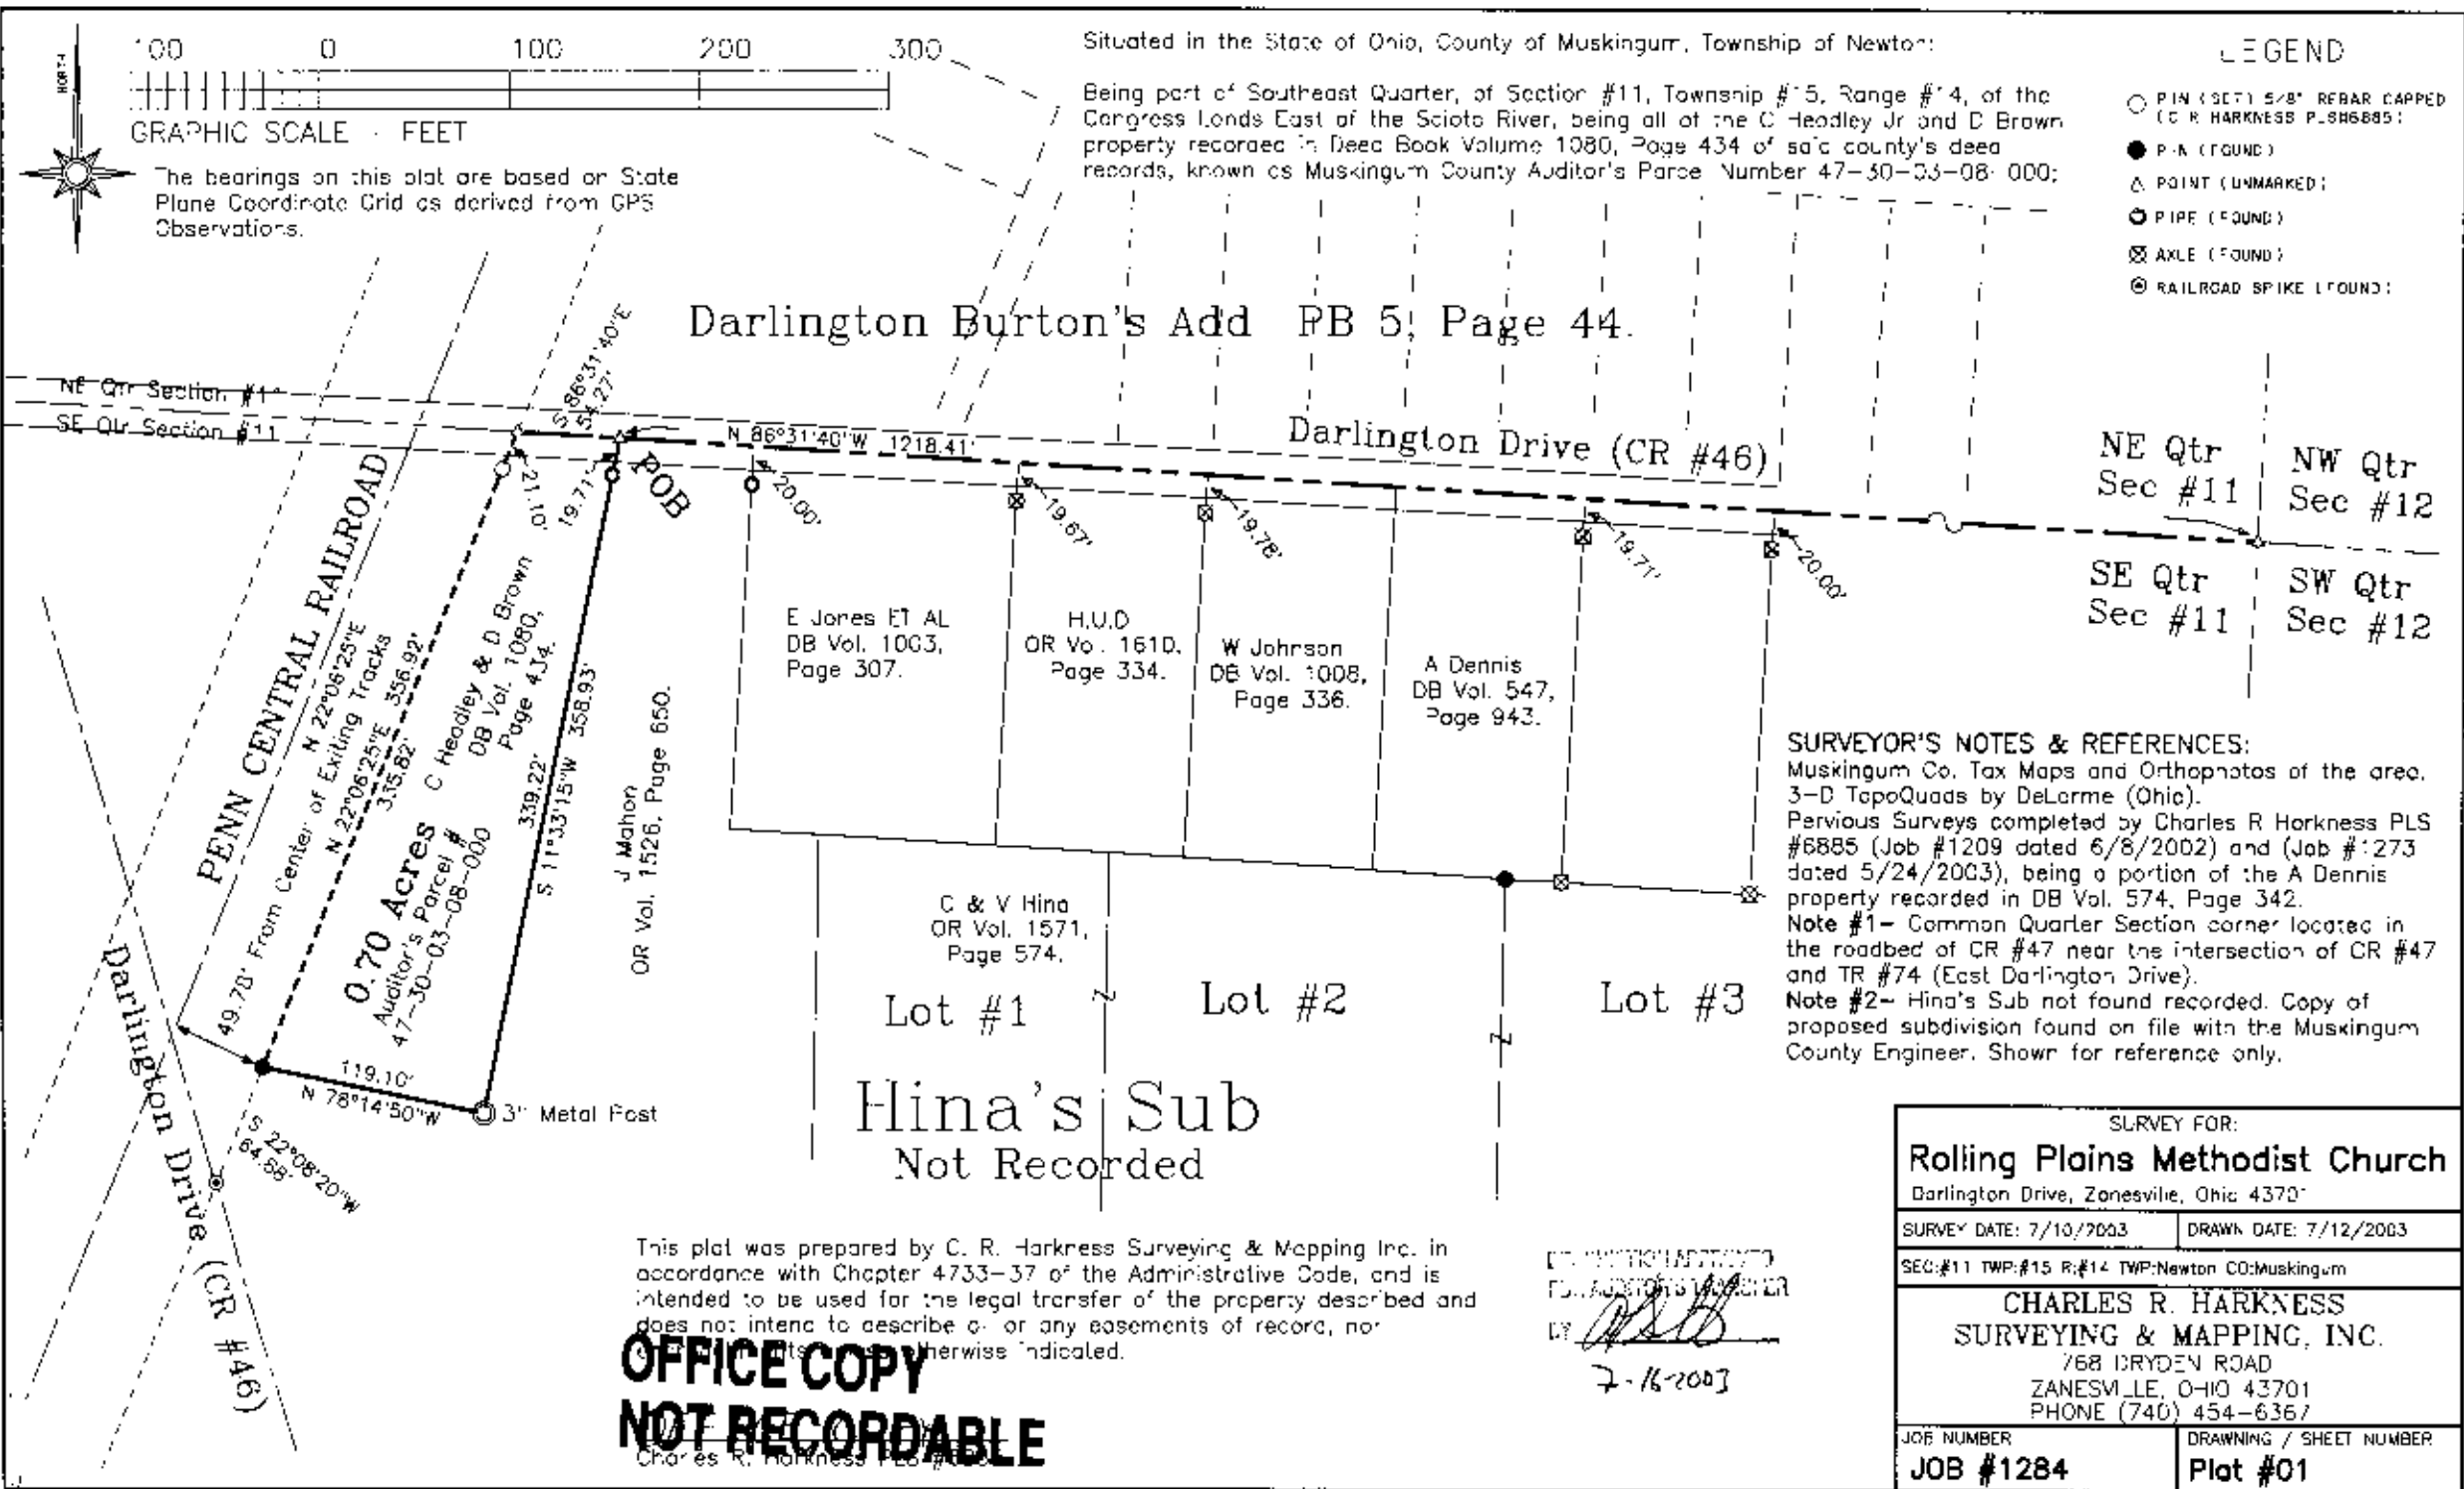 NORTH
100 0 100 200 300
GRAPHIC SCALE - FEET
The bearings on this plat are based on State
Plane Coordinate Grid as derived from GPS
Observations.
Situated in the State of Ohio, County of Muskingum, Township of Newton:
Being part of Southeast Quarter, of Section #11, Township #15, Range #14, of the
Congress Lands East of the Scioto River, being all of the C Headley Jr and D Brown
property recorded in Deed Book Volume 1080, Page 434 of said county's deed
records, known as Muskingum County Auditor's Parcel Number 47-30-03-08-000;
LEGEND
PIN (SET) 5/8" REBAR CAPPED
(C R HARKNESS PLS#6885)
PIN (FOUND)
POINT (UNMARKED)
PIPE (FOUND)
AXLE (FOUND)
RAILROAD SPIKE (FOUND)
Darlington Burton's Add PB 5, Page 44.
NE Qtr Section #11
SE Qtr Section #11
S 86°31'40"E
54.27'
N 86°31'40"W 1218.41'
Darlington Drive (CR #46)
NE Qtr
Sec #11
NW Qtr
Sec #12
SE Qtr
Sec #11
SW Qtr
Sec #12
POB
21.10'
19.71'
20.00'
19.67'
19.78'
19.71'
20.00'
PENN CENTRAL RAILROAD
N 22°06'25"E
49.70' From Center of Exiting Tracks
N 22°06'25"E 356.92'
335.82'
C Headley & D Brown
DB Vol. 1080,
Page 434.
0.70 Acres
Auditor's Parcel #
47-30-03-08-000
339.22'
S 11°33'15"W 358.93'
J Mahon
OR Vol. 1526, Page 650.
E Jones ET AL
DB Vol. 1003,
Page 307.
H.U.D
OR Vol. 1610,
Page 334.
W Johnson
DB Vol. 1008,
Page 336.
A Dennis
DB Vol. 547,
Page 943.
C & V Hina
OR Vol. 1571,
Page 574.
Lot #1
Lot #2
Lot #3
Hina's Sub
Not Recorded
119.10'
N 78°14'50"W
3" Metal Post
S 22°08'20"W
64.68'
Darlington Drive (CR #46)
SURVEYOR'S NOTES & REFERENCES:
Muskingum Co. Tax Maps and Orthophotos of the area.
3-D TopoQuads by DeLorme (Ohio).
Pervious Surveys completed by Charles R Harkness PLS
#6885 (Job #1209 dated 6/8/2002) and (Job #1273
dated 5/24/2003), being a portion of the A Dennis
property recorded in DB Vol. 574, Page 342.
Note #1- Common Quarter Section corner located in
the roadbed of CR #47 near the intersection of CR #47
and TR #74 (East Darlington Drive).
Note #2- Hina's Sub not found recorded. Copy of
proposed subdivision found on file with the Muskingum
County Engineer. Shown for reference only.
This plat was prepared by C. R. Harkness Surveying & Mapping Inc. in
accordance with Chapter 4733-37 of the Administrative Code, and is
intended to be used for the legal transfer of the property described and
does not intend to describe all or any easements of record, nor
otherwise indicated.
OFFICE COPY
NOT RECORDABLE
Charles R. Harkness PLS
BY
7-16-2003
SURVEY FOR:
Rolling Plains Methodist Church
Darlington Drive, Zanesville, Ohio 43701
SURVEY DATE: 7/10/2003
DRAWN DATE: 7/12/2003
SEC:#11 TWP:#15 R:#14 TWP:Newton CO:Muskingum
CHARLES R. HARKNESS
SURVEYING & MAPPING, INC.
768 DRYDEN ROAD
ZANESVILLE, OHIO 43701
PHONE (740) 454-6367
JOB NUMBER
JOB #1284
DRAWNING / SHEET NUMBER
Plat #01